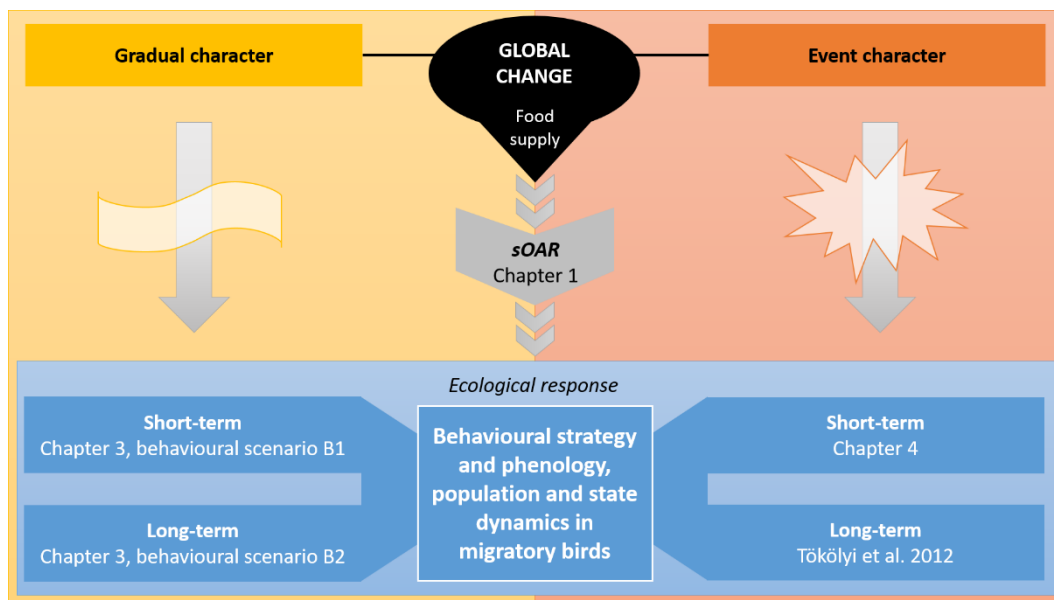 Gradual character
GLOBAL
CHANGE
Food
supply
Event character
sOAR
Chapter 1
Ecological response
Short-term
Chapter 3, behavioural scenario B1
Long-term
Chapter 3, behavioural scenario B2
Behavioural strategy
and phenology,
population and state
dynamics in
migratory birds
Short-term
Chapter 4
Long-term
Tökölyi et al. 2012